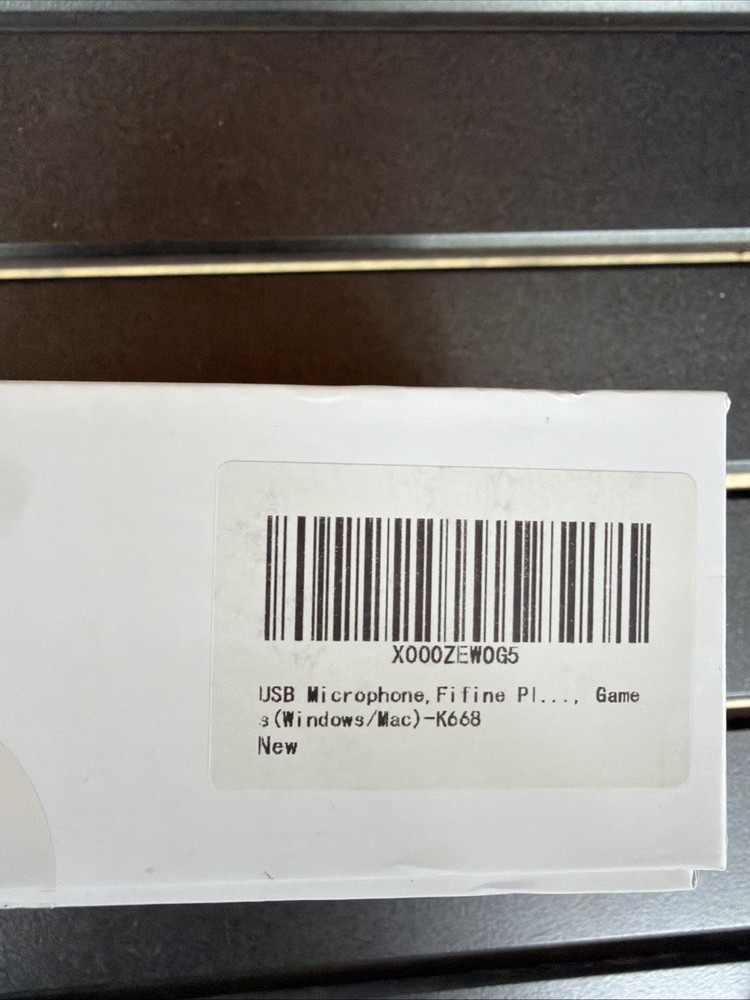 X000ZEW0G5
USB Microphone,Fifine Pl..., Game
s(Windows/Mac)-K668
New